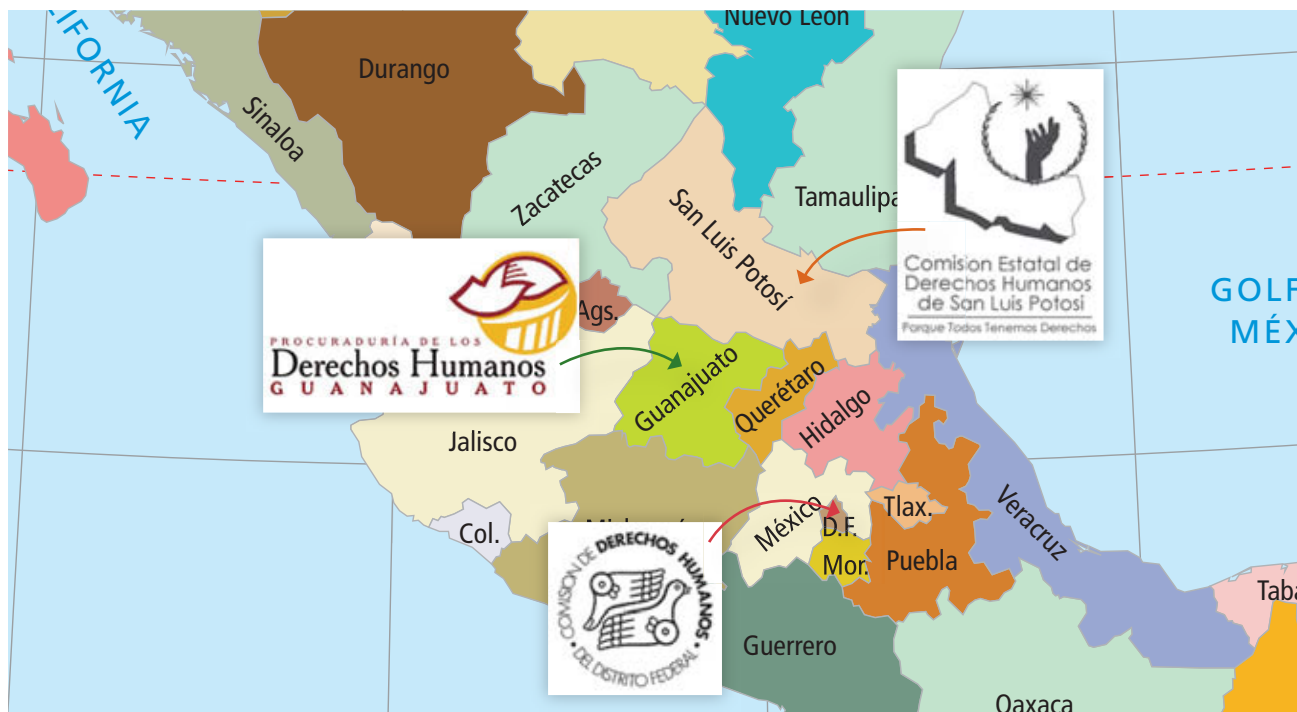 CALIFORNIA
Nuevo León
Durango
Sinaloa
Zacatecas
San Luis Potosí
Tamaulipa
Comision Estatal de
Derechos Humanos
de San Luis Potosi
Porque Todos Tenemos Derechos
GOLF
MÉX
Ags.
PROCURADURÍA DE LOS
Derechos Humanos
GUANAJUATO
Guanajuato
Querétaro
Hidalgo
Jalisco
Col.
México
D.F.
Tlax.
Mor.
Puebla
Veracruz
COMISION DE DERECHOS HUMANOS
• DEL DISTRITO FEDERAL •
Guerrero
Oaxaca
Taba